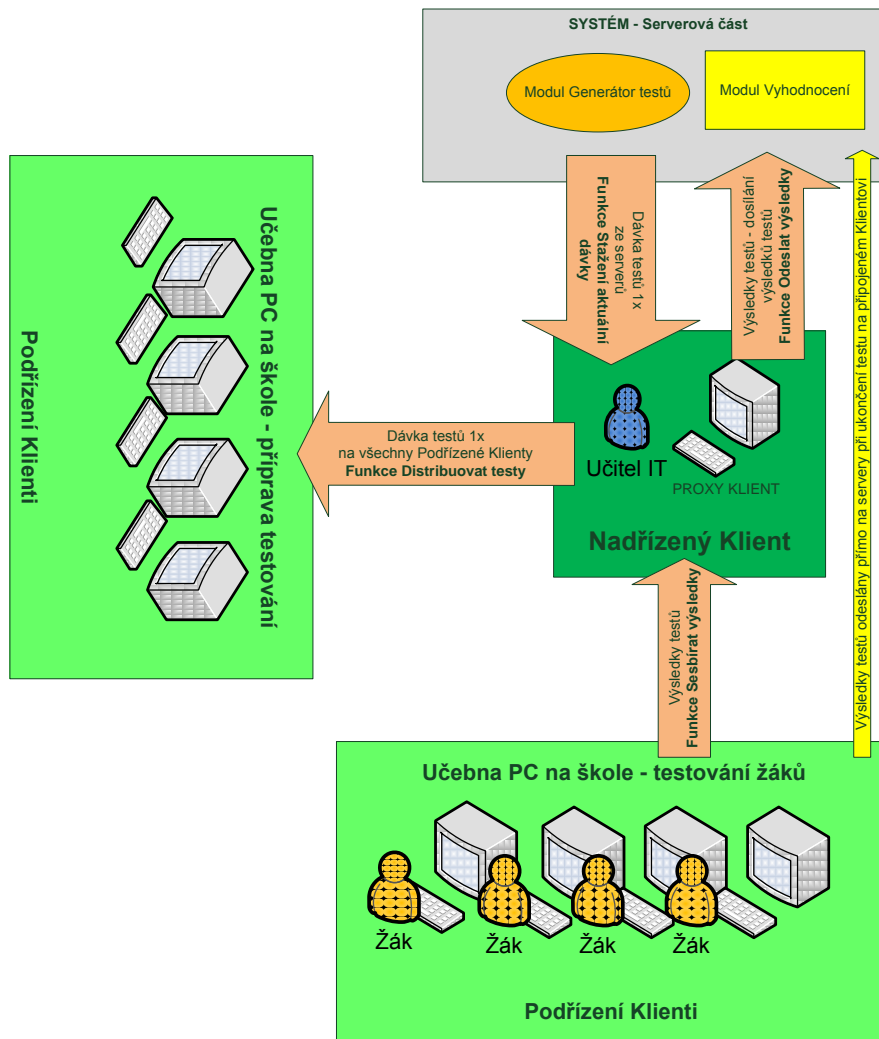 SYSTÉM - Serverová část
Modul Generátor testů
Modul Vyhodnocení
Dávka testů 1x
ze serverů
Funkce Stažení aktuální
dávky
Výsledky testů - dosílání
výsledků testů
Funkce Odeslat výsledky
Výsledky testů odeslány přímo na servery při ukončení testu na připojeném Klientovi
Učebna PC na škole - příprava testování
Podřízení Klienti
Dávka testů 1x
na všechny Podřízené Klienty
Funkce Distribuovat testy
Učitel IT
PROXY KLIENT
Nadřízený Klient
Výsledky testů
Funkce Sesbírat výsledky
Učebna PC na škole - testování žáků
Žák
Žák
Žák
Žák
Podřízení Klienti